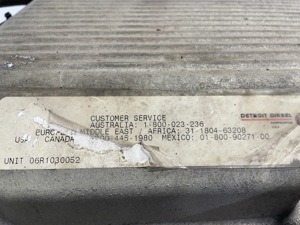 CUSTOMER SERVICE
AUSTRALIA: 1-800-023-236
MIDDLE EAST / AFRICA: 31-1804-63208
CANADA 445-1980 MEXICO: 01-800-90271-00
DETROIT DIESEL
UNIT 06R1030052